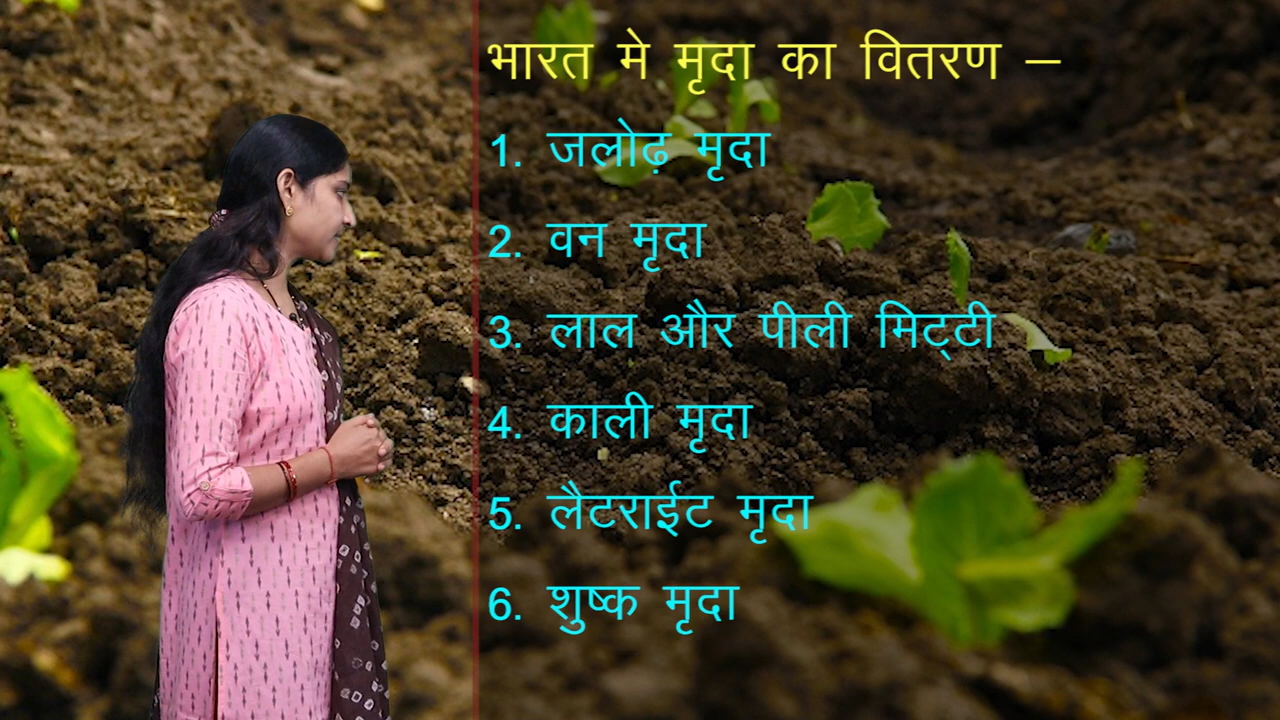 भारत मे मृदा का वितरण –
1. जलोढ़ मृदा
2. वन मृदा
3. लाल और पीली मिट्‌टी
4. काली मृदा
5. लैटराईट मृदा
6. शुष्क मृदा